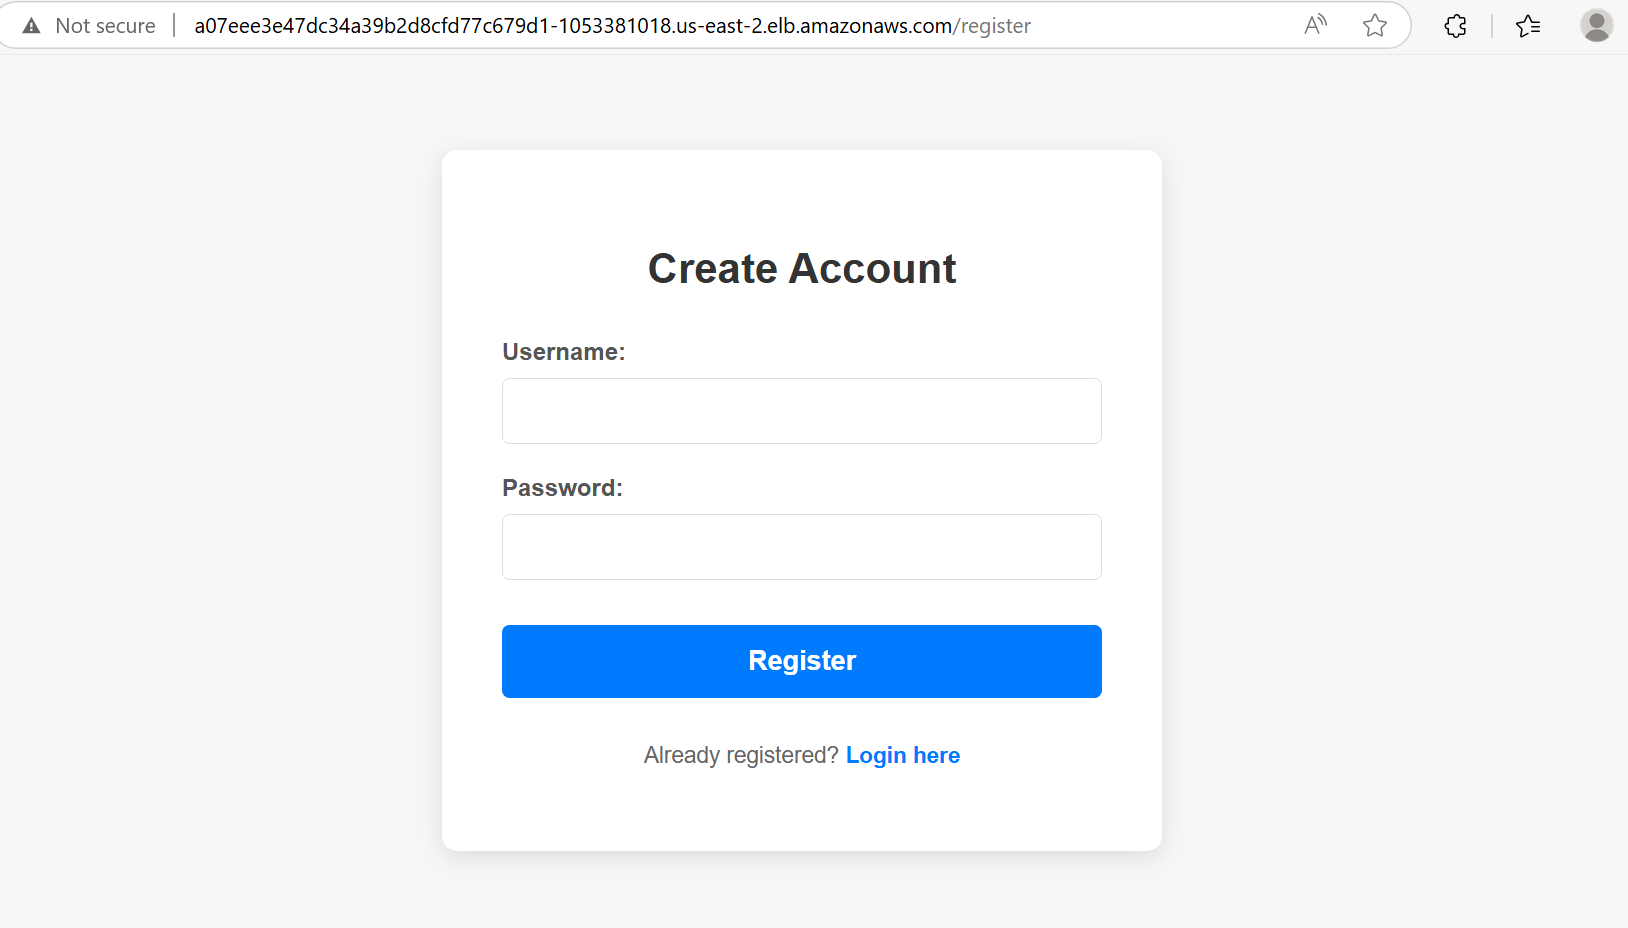 Not secure a07eee3e47dc34a39b2d8cfd77c679d1-1053381018.us-east-2.elb.amazonaws.com/register
Create Account
Username:
Password:
Register
Already registered? Login here